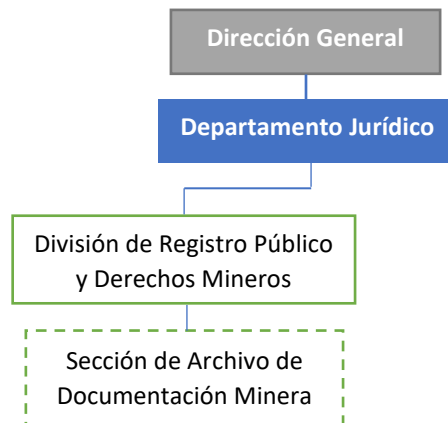 Dirección General
Departamento Jurídico
División de Registro Público
y Derechos Mineros
Sección de Archivo de
Documentación Minera